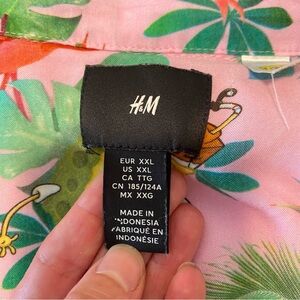 H&M
EUR XXL
US XXL
CA TTG
CN 185/124A
MX XXG
MADE IN
INDONESIA
FABRIQUÉ EN
INDONÉSIE